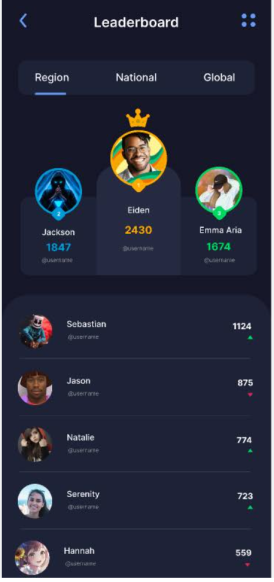 Leaderboard
Region National Global
1
2
3
Eiden
2430
@username
Jackson
1847
@username
Emma Aria
1674
@username
Sebastian 1124
@username
Jason 875
@username
Natalie 774
@username
Serenity 723
@username
Hannah 559
@username